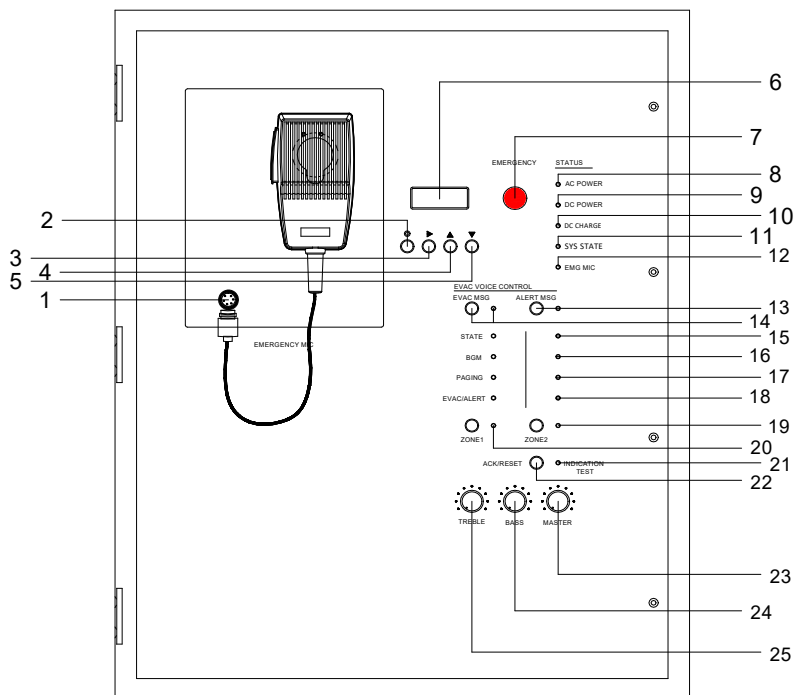 6
7
EMERGENCY
STATUS
8
AC POWER
9
DC POWER
10
DC CHARGE
2
11
SYS STATE
3
12
EMG MIC
4
5
EVAC VOICE CONTROL
1
EVAC MSG
ALERT MSG
13
14
STATE
15
EMERGENCY MIC
BGM
16
PAGING
17
EVAC/ALERT
18
19
ZONE1
ZONE2
20
ACK/RESET
INDICATION
TEST
21
22
TREBLE
BASS
MASTER
23
24
25